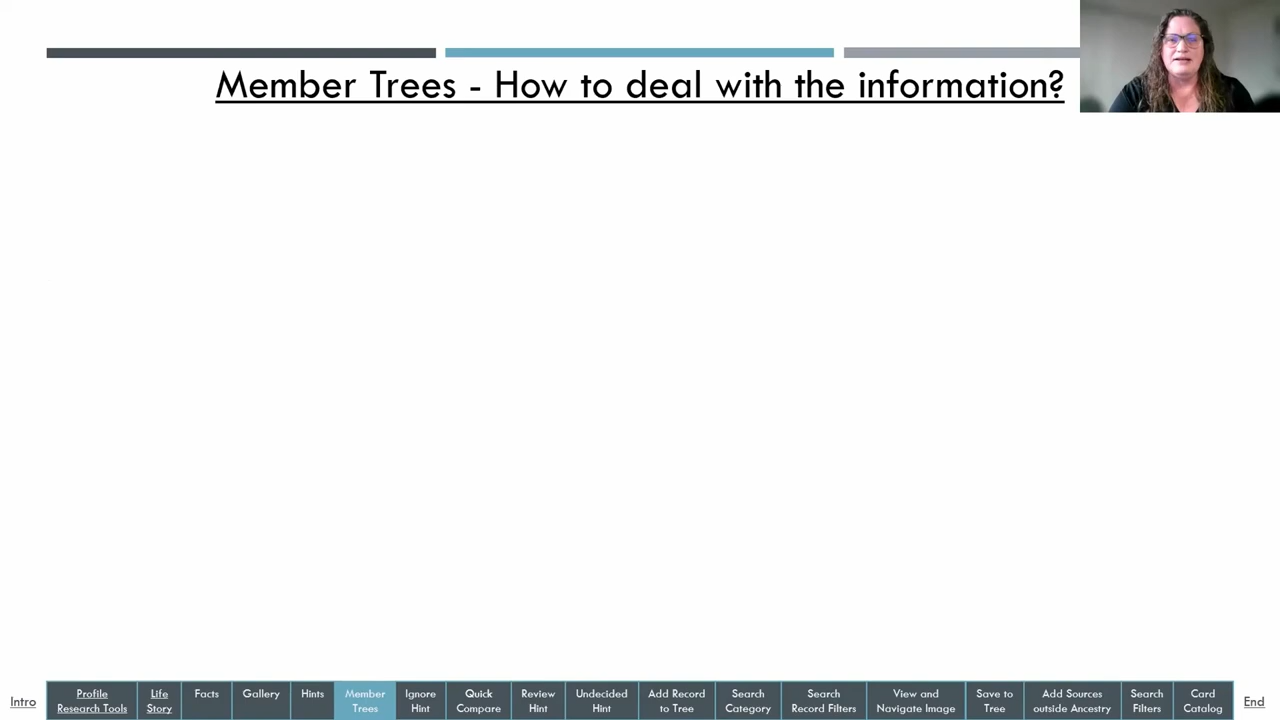 Member Trees - How to deal with the information?
Intro
Profile
Research Tools
Life
Story
Facts
Gallery
Hints
Member
Trees
Ignore
Hint
Quick
Compare
Review
Hint
Undecided
Hint
Add Record
to Tree
Search
Category
Search
Record Filters
View and
Navigate Image
Save to
Tree
Add Sources
outside Ancestry
Search
Filters
Card
Catalog
End